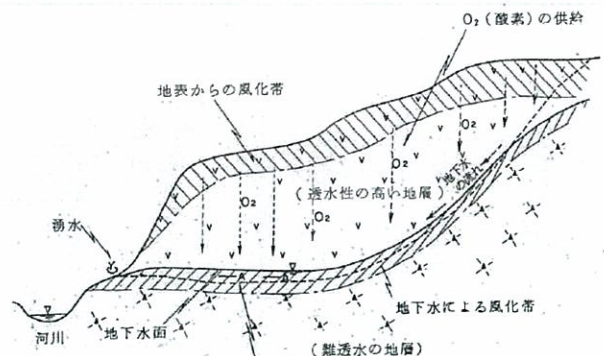 O₂(酸素)の供給
地表からの風化帯
O₂
O₂
O₂
O₂
地下水の流れ
(透水性の高い地層)
湧水
地下水による風化帯
河川
地下水面
(難透水の地層)